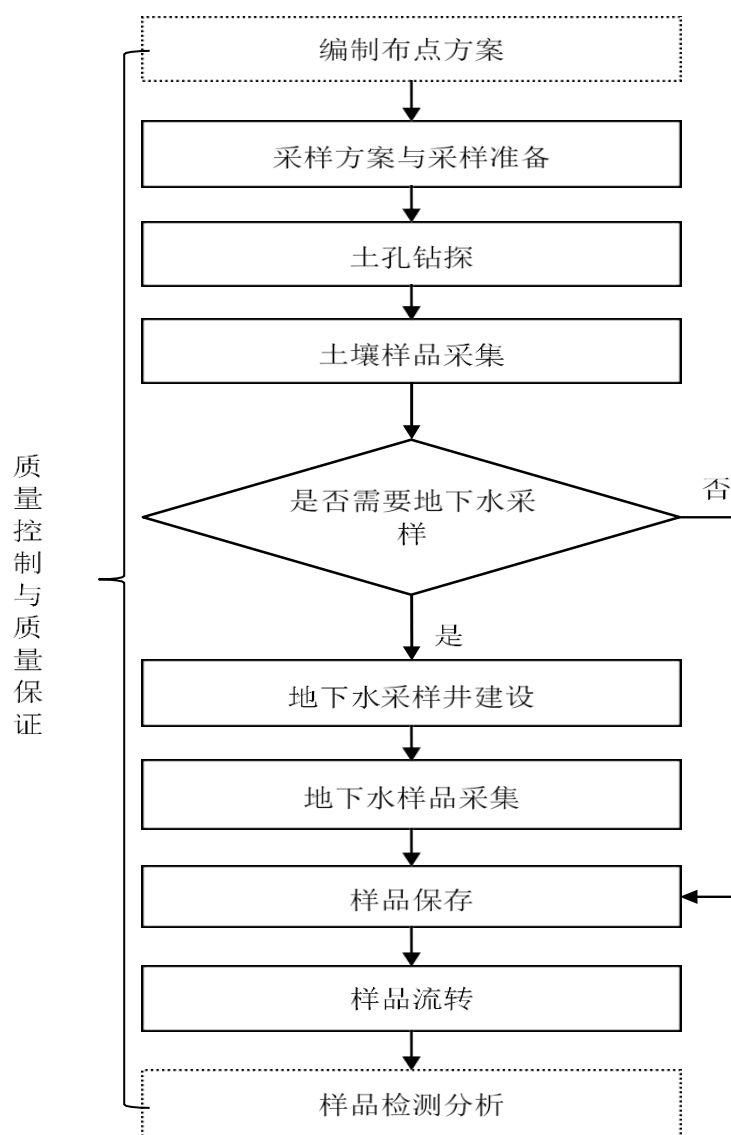 编制布点方案
采样方案与采样准备
土孔钻探
土壤样品采集
是否需要地下水采
样
否
是
质量控制与质量保证
地下水采样井建设
地下水样品采集
样品保存
样品流转
样品检测分析